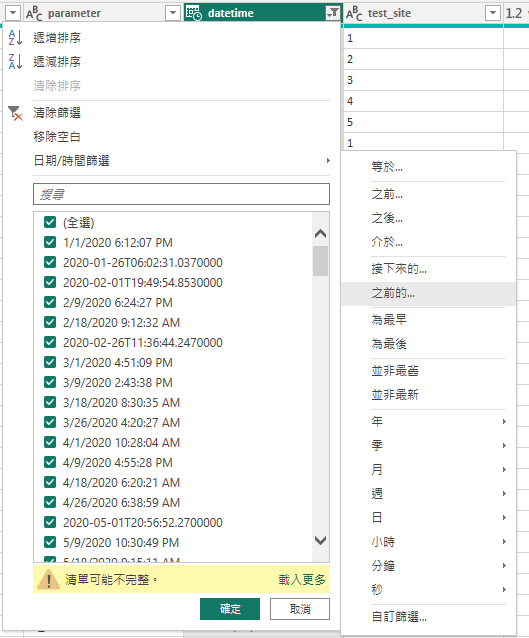 ABC parameter
datetime
ABC test_site
1.2
遞增排序
遞減排序
清除排序
清除篩選
移除空白
日期/時間篩選
搜尋
(全選)
1/1/2020 6:12:07 PM
2020-01-26T06:02:31.0370000
2020-02-01T19:49:54.8530000
2/9/2020 6:24:27 PM
2/18/2020 9:12:32 AM
2020-02-26T11:36:44.2470000
3/1/2020 4:51:09 PM
3/9/2020 2:43:38 PM
3/18/2020 8:30:35 AM
3/26/2020 4:20:27 AM
4/1/2020 10:28:04 AM
4/9/2020 4:55:28 PM
4/18/2020 6:20:21 AM
4/26/2020 6:38:59 AM
2020-05-01T20:56:52.2700000
5/9/2020 10:30:49 PM
5/18/2020 9:15:11 AM
清單可能不完整。
載入更多
確定
取消
1
2
3
4
5
1
等於...
之前...
之後...
介於...
接下來的...
之前的...
為最早
為最後
並非最舊
並非最新
年
季
月
週
日
小時
分鐘
秒
自訂篩選...